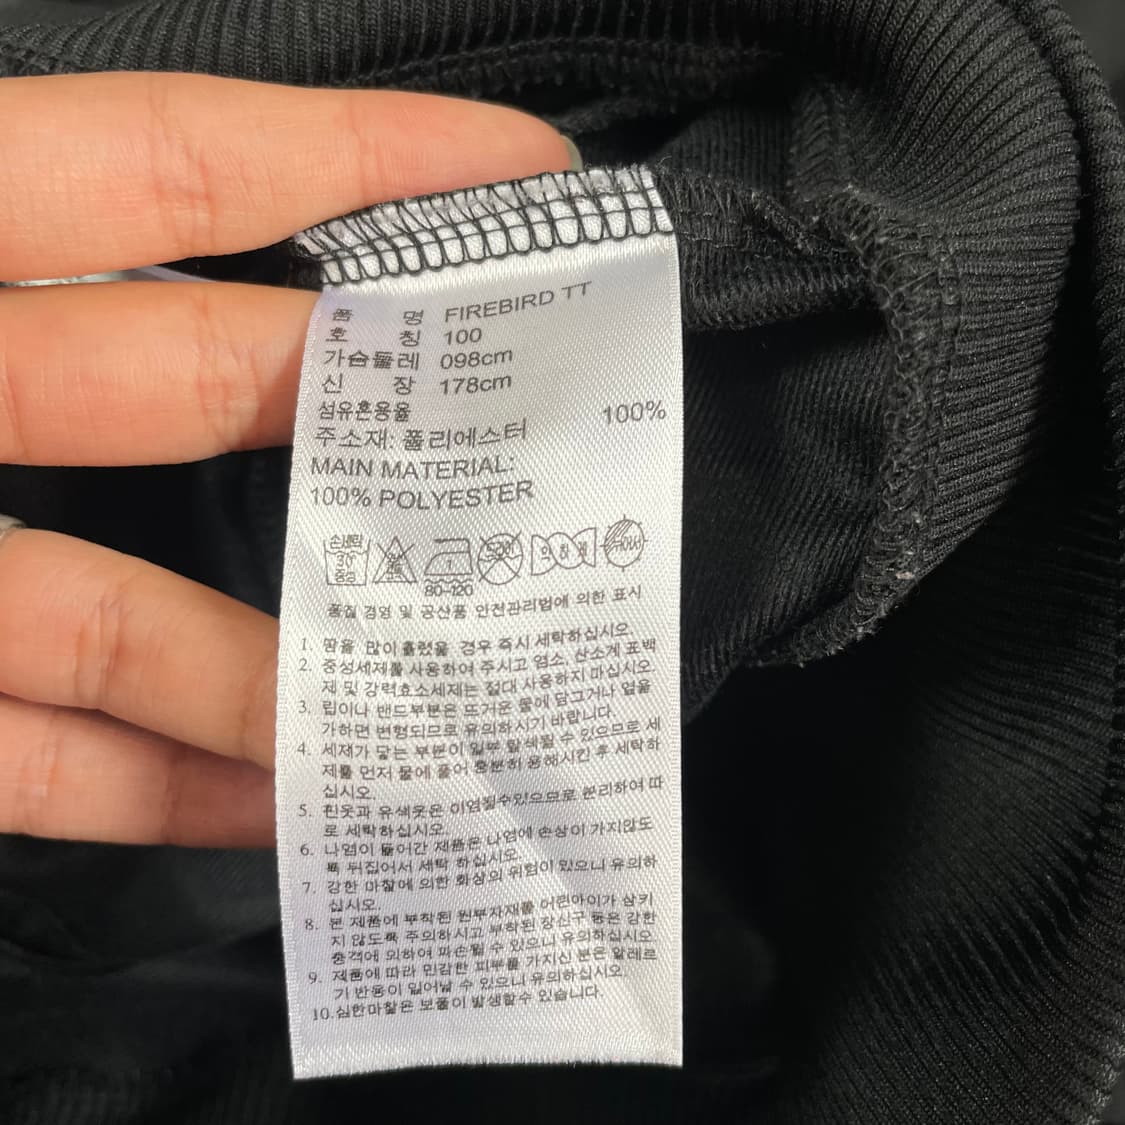 품 명 FIREBIRD TT
호 칭 100
가슴둘레 098cm
신 장 178cm
섬유혼용율 100%
주소재: 폴리에스터
MAIN MATERIAL:
100% POLYESTER
손세탁 30° 중성
80~120
품질 경영 및 공산품 안전관리법에 의한 표시
1. 땀을 많이흘렸을 경우 즉시 세탁하십시오.
2. 중성세제를 사용하여 주시고 염소, 산소계 표백
제 및 강력효소세제는 절대 사용하지 마십시오
3. 립이나 밴드부분은 뜨거운 물에 담그거나 열을
가하면 변형되므로 유의하시기 바랍니다.
4. 세재가 닿는 부분이 일부 탈색될 수 있으므로 세
제를 먼저 물에 풀어 충분히 용해시킨 후 세탁하
십시오.
5. 흰옷과 유색옷은 이염될수있으므로 분리하여 따
로 세탁하십시오.
6. 나염이 들어간 제품은 나염에 손상이 가지않도
록 뒤집어서 세탁 하십시오.
7. 강한 마찰에 의한 화상의 위험이 있으니 유의하
십시오.
8. 본 제품에 부착된 원부자재를 어린아이가 삼키
지 않도록 주의하시고 부착된 장신구 등은 강한
충격에 의하여 파손될 수 있으니 유의하십시오
9. 제품에 따라 민감한 피부를 가지신 분은 알레르
기 반응이 일어날 수 있으니 유의하십시오.
10.심한마찰은 보풀이 발생할수 있습니다.